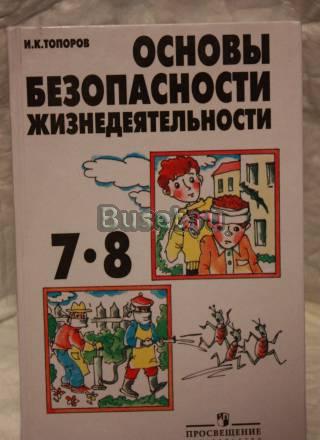 И.К.ТОПОРОВ
ОСНОВЫ
БЕЗОПАСНОСТИ
ЖИЗНЕДЕЯТЕЛЬНОСТИ
7•8
ПРОСВЕЩЕНИЕ